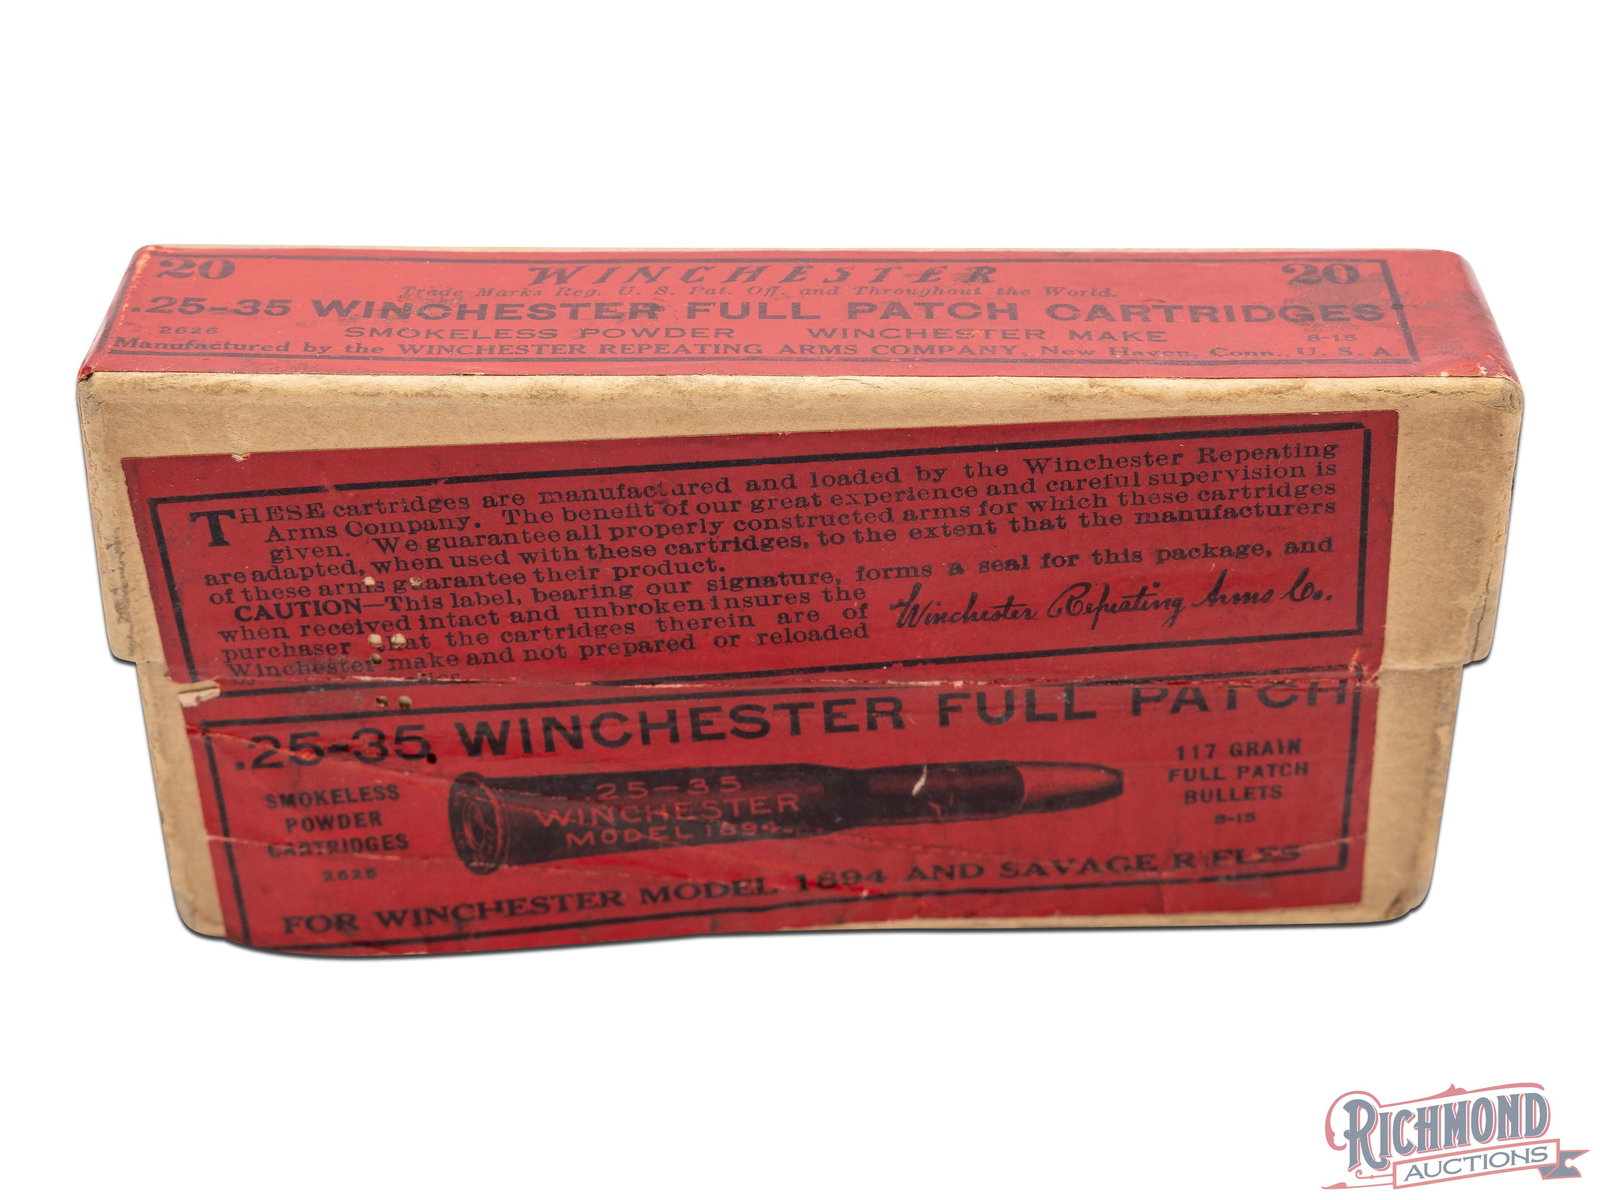 20 WINCHESTER 20
Trade Marks Reg. U. S. Pat. Off. and Throughout the World.
.25-35 WINCHESTER FULL PATCH CARTRIDGES
2626 SMOKELESS POWDER WINCHESTER MAKE 8-15
Manufactured by the WINCHESTER REPEATING ARMS COMPANY, New Haven, Conn., U. S. A.
THESE cartridges are manufactured and loaded by the Winchester Repeating
Arms Company. The benefit of our great experience and careful supervision is
given. We guarantee all properly constructed arms for which these cartridges
are adapted, when used with these cartridges, to the extent that the manufacturers
of these arms guarantee their product.
CAUTION—This label, bearing our signature, forms a seal for this package, and
when received intact and unbroken insures the
purchaser that the cartridges therein are of
Winchester make and not prepared or reloaded
Winchester Repeating Arms Co.
.25-35 WINCHESTER FULL PATCH
SMOKELESS
POWDER
CARTRIDGES
2625
25-35
WINCHESTER
MODEL 1894
117 GRAIN
FULL PATCH
BULLETS
8-15
FOR WINCHESTER MODEL 1894 AND SAVAGE RIFLES
RICHMOND
AUCTIONS